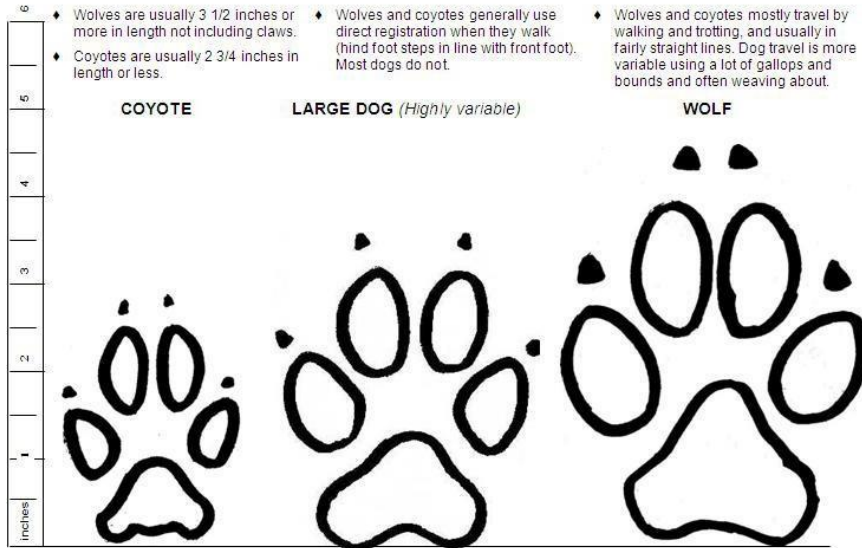 ♦ Wolves are usually 3 1/2 inches or
more in length not including claws.
♦ Coyotes are usually 2 3/4 inches in
length or less.
♦ Wolves and coyotes generally use
direct registration when they walk
(hind foot steps in line with front foot).
Most dogs do not.
♦ Wolves and coyotes mostly travel by
walking and trotting, and usually in
fairly straight lines. Dog travel is more
variable using a lot of gallops and
bounds and often weaving about.
COYOTE
LARGE DOG (Highly variable)
WOLF
6
5
4
3
2
1
inches